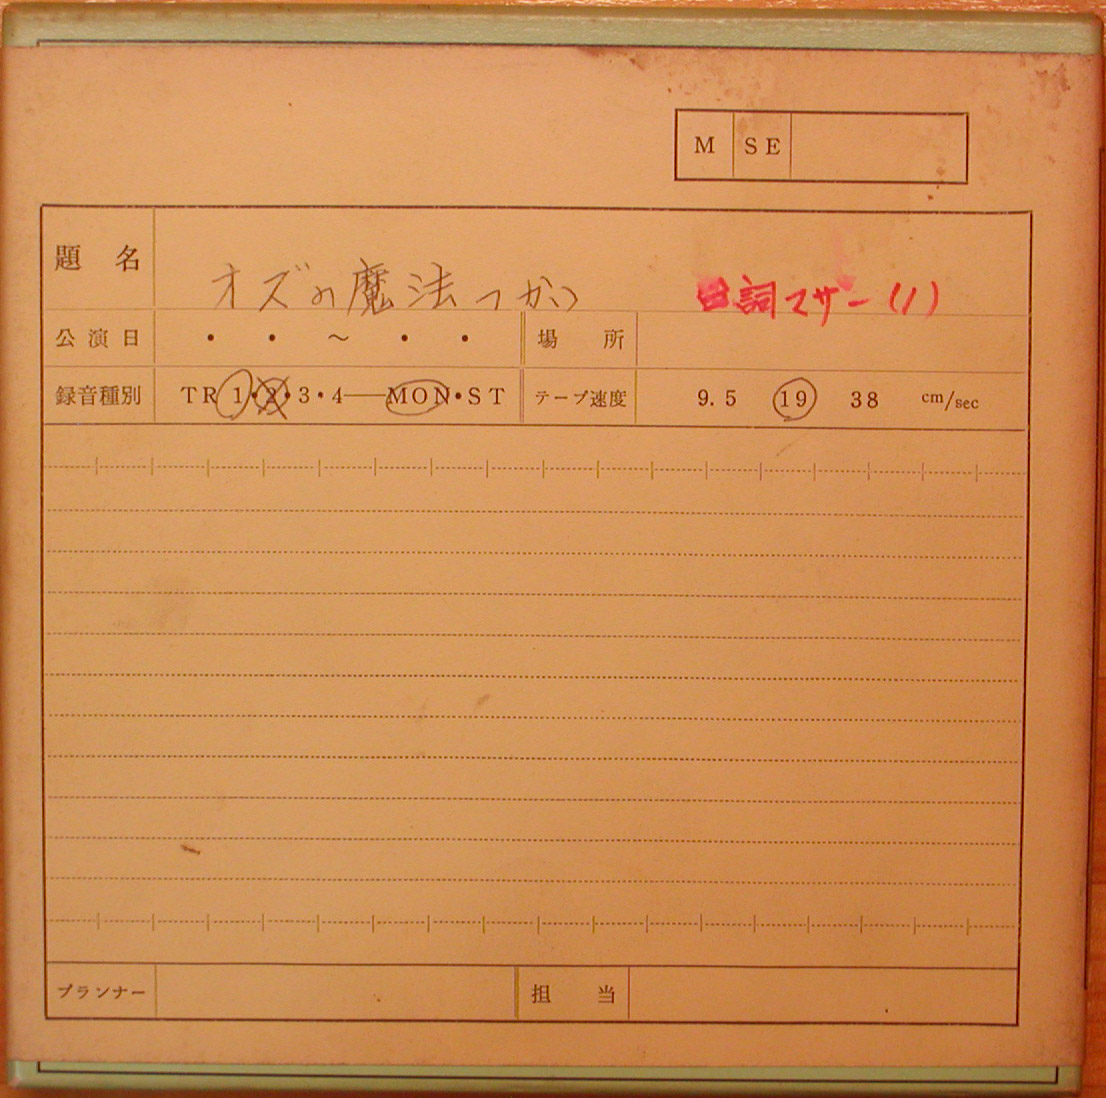 M SE
題名 オズの魔法つかい 台詞マザー(1)
公演日 ・ ・ ～ ・ ・ 場所
録音種別 TR 1・2・3・4―MON・ST テープ速度 9.5 19 38 cm/sec
プランナー 担当